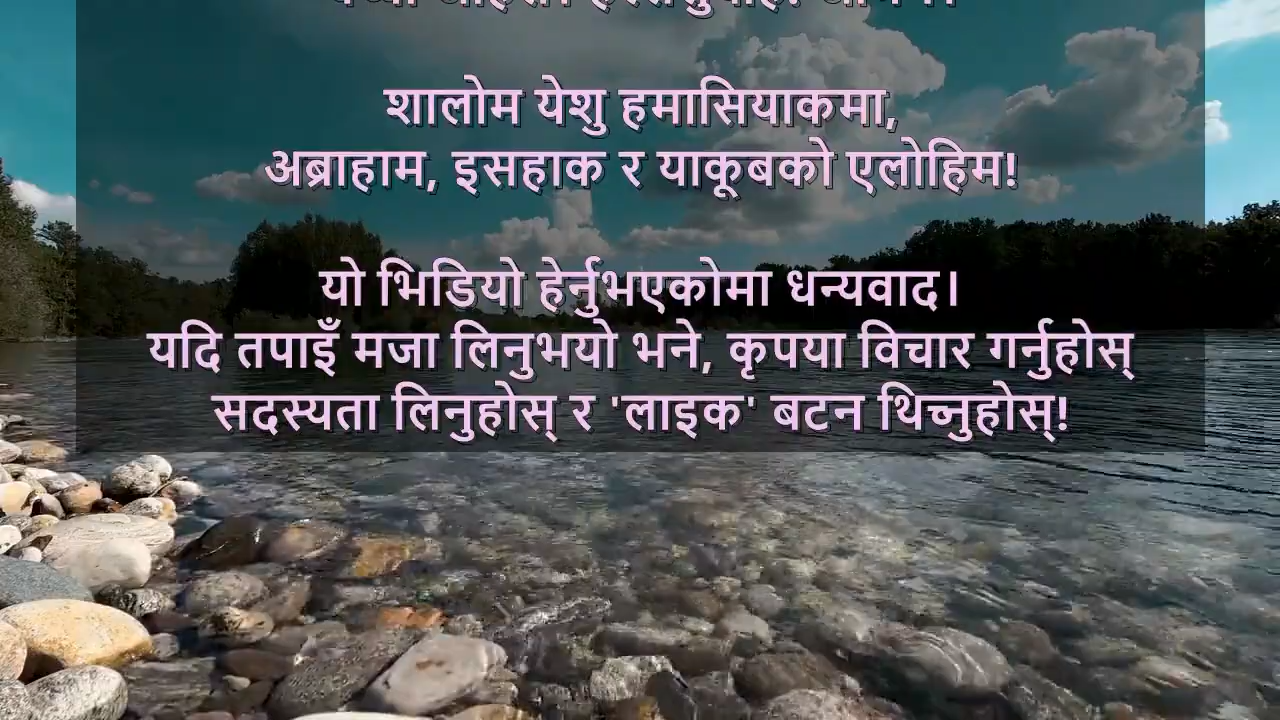 शालोम येशु हमासियाकमा,
अब्राहाम, इसहाक र याकूबको एलोहिम!
यो भिडियो हेर्नुभएकोमा धन्यवाद।
यदि तपाइँ मजा लिनुभयो भने, कृपया विचार गर्नुहोस्
सदस्यता लिनुहोस् र 'लाइक' बटन थिच्नुहोस्!